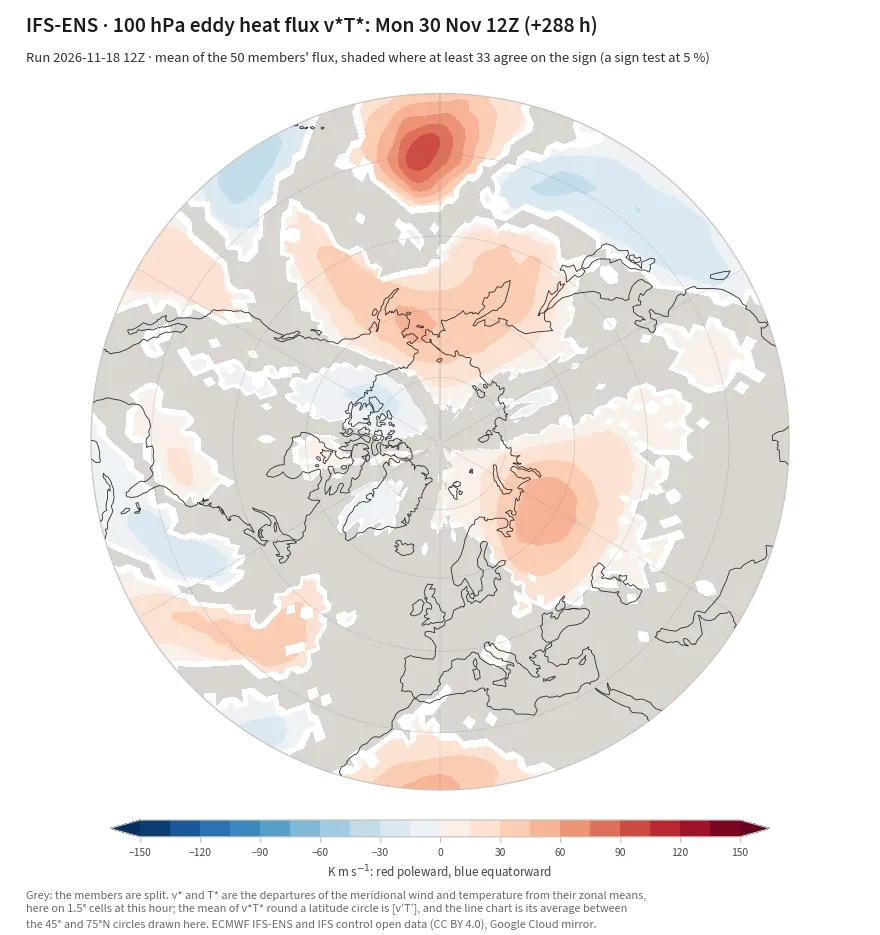 IFS-ENS · 100 hPa eddy heat flux v*T*: Mon 30 Nov 12Z (+288 h)
Run 2026-11-18 12Z · mean of the 50 members' flux, shaded where at least 33 agree on the sign (a sign test at 5 %)
−150 −120 −90 −60 −30 0 30 60 90 120 150
K m s⁻¹: red poleward, blue equatorward
Grey: the members are split. v* and T* are the departures of the meridional wind and temperature from their zonal means,
here on 1.5° cells at this hour; the mean of v*T* round a latitude circle is [v′T′], and the line chart is its average between
the 45° and 75°N circles drawn here. ECMWF IFS-ENS and IFS control open data (CC BY 4.0), Google Cloud mirror.